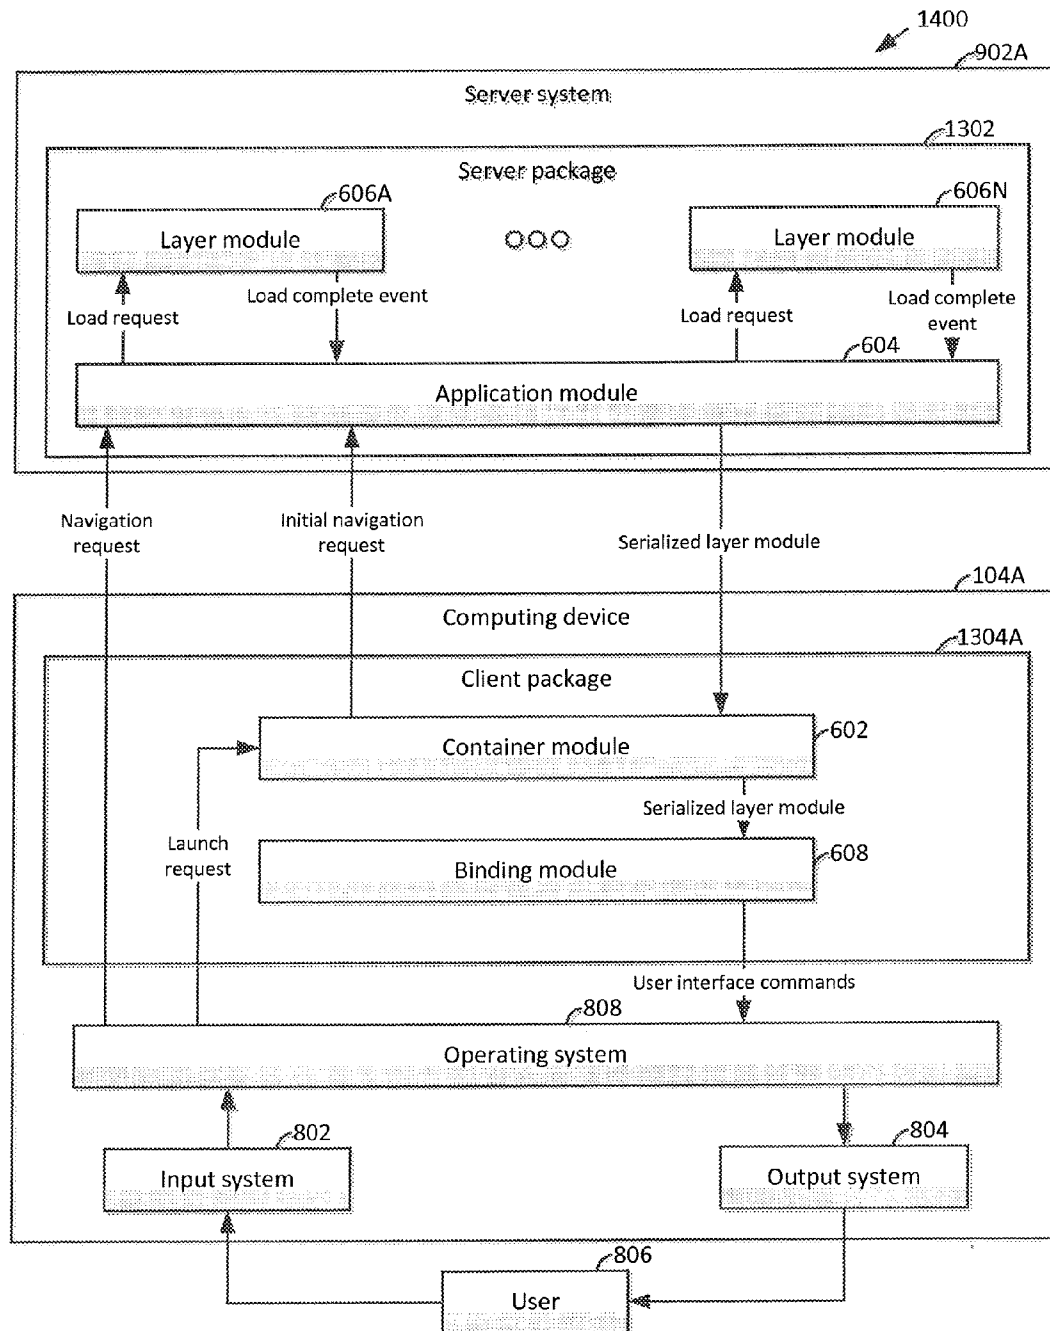 1400
902A
Server system
1302
Server package
606A
606N
Layer module
Layer module
Load complete event
Load complete
event
Load request
Load request
604
Application module
Navigation
request
Initial navigation
request
Serialized layer module
104A
Computing device
1304A
Client package
602
Container module
Serialized layer module
Launch
request
608
Binding module
User interface commands
808
Operating system
802
804
Input system
Output system
806
User